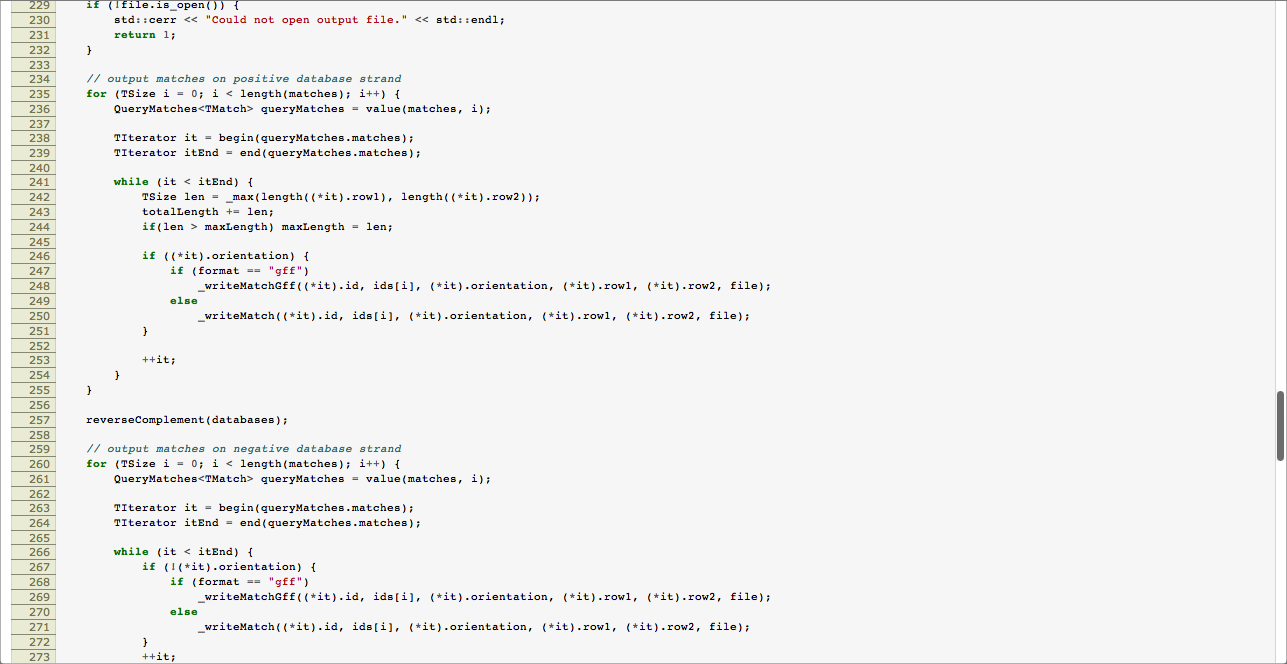 229 if (!file.is_open()) {
230 std::cerr << "Could not open output file." << std::endl;
231 return 1;
232 }
233
234 // output matches on positive database strand
235 for (TSize i = 0; i < length(matches); i++) {
236 QueryMatches<TMatch> queryMatches = value(matches, i);
237
238 TIterator it = begin(queryMatches.matches);
239 TIterator itEnd = end(queryMatches.matches);
240
241 while (it < itEnd) {
242 TSize len = _max(length((*it).row1), length((*it).row2));
243 totalLength += len;
244 if(len > maxLength) maxLength = len;
245
246 if ((*it).orientation) {
247 if (format == "gff")
248 _writeMatchGff((*it).id, ids[i], (*it).orientation, (*it).row1, (*it).row2, file);
249 else
250 _writeMatch((*it).id, ids[i], (*it).orientation, (*it).row1, (*it).row2, file);
251 }
252
253 ++it;
254 }
255 }
256
257 reverseComplement(databases);
258
259 // output matches on negative database strand
260 for (TSize i = 0; i < length(matches); i++) {
261 QueryMatches<TMatch> queryMatches = value(matches, i);
262
263 TIterator it = begin(queryMatches.matches);
264 TIterator itEnd = end(queryMatches.matches);
265
266 while (it < itEnd) {
267 if (!(*it).orientation) {
268 if (format == "gff")
269 _writeMatchGff((*it).id, ids[i], (*it).orientation, (*it).row1, (*it).row2, file);
270 else
271 _writeMatch((*it).id, ids[i], (*it).orientation, (*it).row1, (*it).row2, file);
272 }
273 ++it;